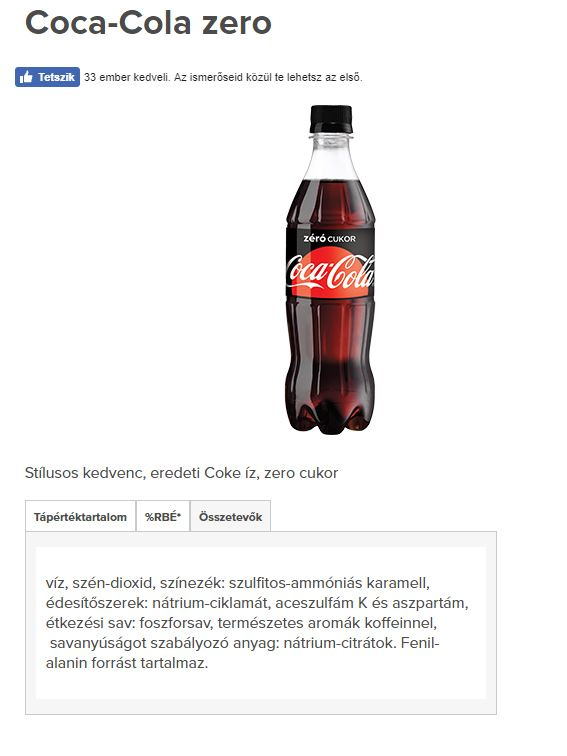 Coca-Cola zero
Tetszik 33 ember kedveli. Az ismerőseid közül te lehetsz az első.
zéró CUKOR
Coca-Cola
Stílusos kedvenc, eredeti Coke íz, zero cukor
Tápértéktartalom %RBÉ* Összetevők
víz, szén-dioxid, színezék: szulfitos-ammóniás karamell,
édesítőszerek: nátrium-ciklamát, aceszulfám K és aszpartám,
étkezési sav: foszforsav, természetes aromák koffeinnel,
savanyúságot szabályozó anyag: nátrium-citrátok. Fenil-
alanin forrást tartalmaz.